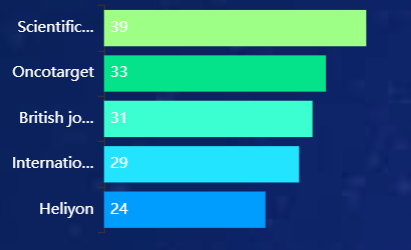 Scientific... 39
Oncotarget 33
British jo... 31
Internatio... 29
Heliyon 24